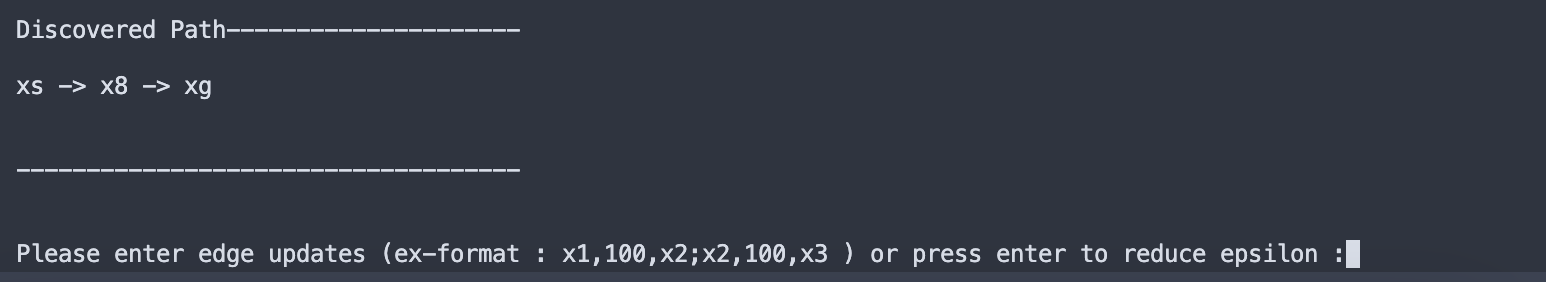 Discovered Path---------------------
xs -> x8 -> xg
------------------------------------
Please enter edge updates (ex-format : x1,100,x2;x2,100,x3 ) or press enter to reduce epsilon :